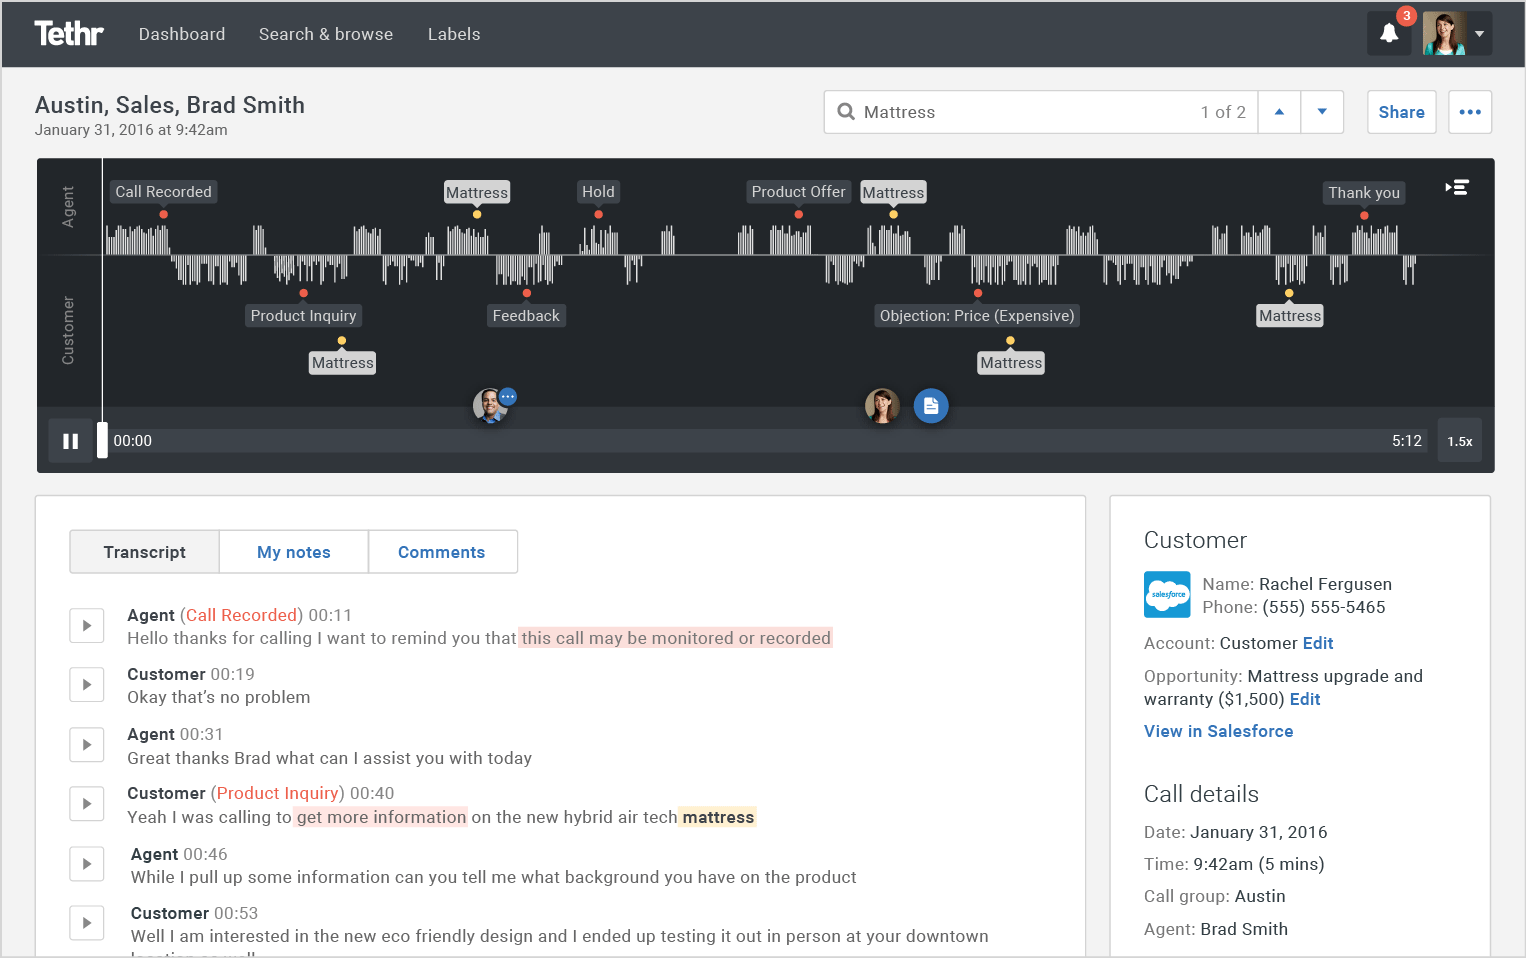 Tethr
Dashboard
Search & browse
Labels
3
Austin, Sales, Brad Smith
January 31, 2016 at 9:42am
Mattress
1 of 2
Share
Agent
Call Recorded
Mattress
Hold
Product Offer
Mattress
Thank you
Customer
Product Inquiry
Feedback
Objection: Price (Expensive)
Mattress
Mattress
Mattress
00:00
5:12
1.5x
Transcript
My notes
Comments
Agent (Call Recorded) 00:11
Hello thanks for calling I want to remind you that this call may be monitored or recorded
Customer 00:19
Okay that’s no problem
Agent 00:31
Great thanks Brad what can I assist you with today
Customer (Product Inquiry) 00:40
Yeah I was calling to get more information on the new hybrid air tech mattress
Agent 00:46
While I pull up some information can you tell me what background you have on the product
Customer 00:53
Well I am interested in the new eco friendly design and I ended up testing it out in person at your downtown
Customer
salesforce
Name: Rachel Fergusen
Phone: (555) 555-5465
Account: Customer Edit
Opportunity: Mattress upgrade and
warranty ($1,500) Edit
View in Salesforce
Call details
Date: January 31, 2016
Time: 9:42am (5 mins)
Call group: Austin
Agent: Brad Smith